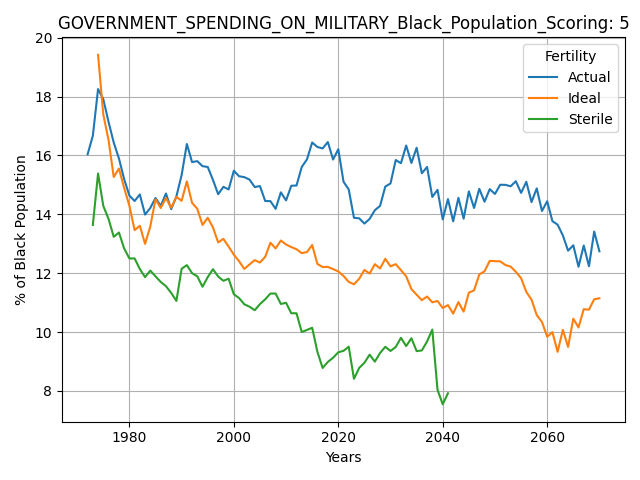 GOVERNMENT_SPENDING_ON_MILITARY_Black_Population_Scoring: 5
Fertility
Actual
Ideal
Sterile
% of Black Population
20
18
16
14
12
10
8
1980 2000 2020 2040 2060
Years